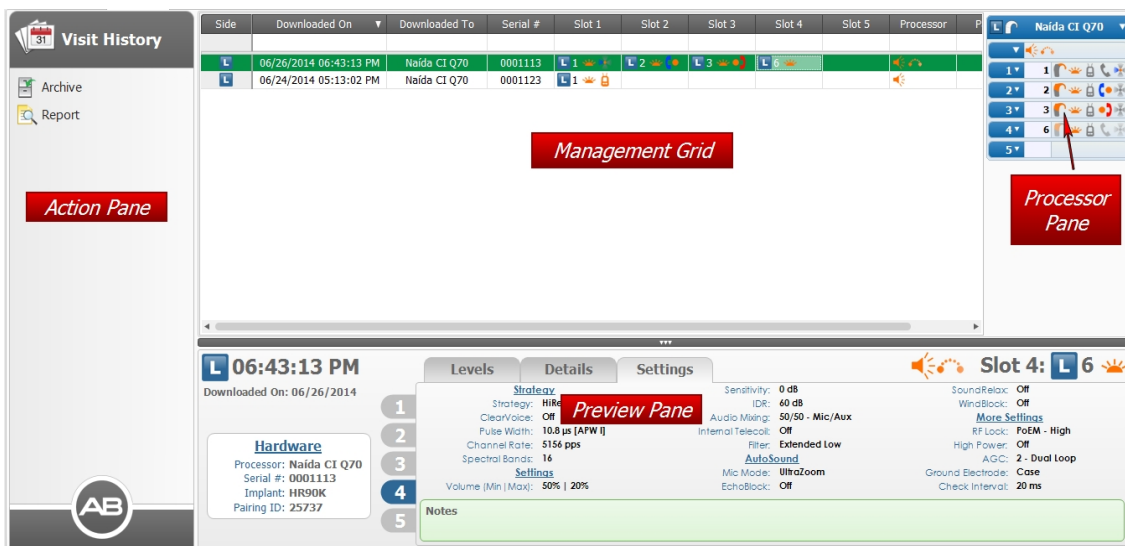 31 Visit History
Archive
Report
Action Pane
Side Downloaded On Downloaded To Serial # Slot 1 Slot 2 Slot 3 Slot 4 Slot 5 Processor P
L 06/26/2014 06:43:13 PM Naída CI Q70 0001113 L 1 L 2 L 3 L 6
L 06/24/2014 05:13:02 PM Naída CI Q70 0001123 L 1
Management Grid
L Naída CI Q70
1 1
2 2
3 3
4 6
5
Processor Pane
L 06:43:13 PM
Downloaded On: 06/26/2014
Hardware
Processor: Naída CI Q70
Serial #: 0001113
Implant: HR90K
Pairing ID: 25737
AB
1
2
3
4
5
Levels Details Settings
Slot 4: L 6
Strategy
Strategy: HiRe
ClearVoice: Off
Pulse Width: 10.8 µs [APW I]
Channel Rate: 5156 pps
Spectral Bands: 16
Settings
Volume (Min | Max): 50% | 20%
Preview Pane
Sensitivity: 0 dB
IDR: 60 dB
Audio Mixing: 50/50 - Mic/Aux
Internal Telecoil: Off
Filter: Extended Low
AutoSound
Mic Mode: UltraZoom
EchoBlock: Off
SoundRelax: Off
WindBlock: Off
More Settings
RF Lock: PoEM - High
High Power: Off
AGC: 2 - Dual Loop
Ground Electrode: Case
Check Interval: 20 ms
Notes